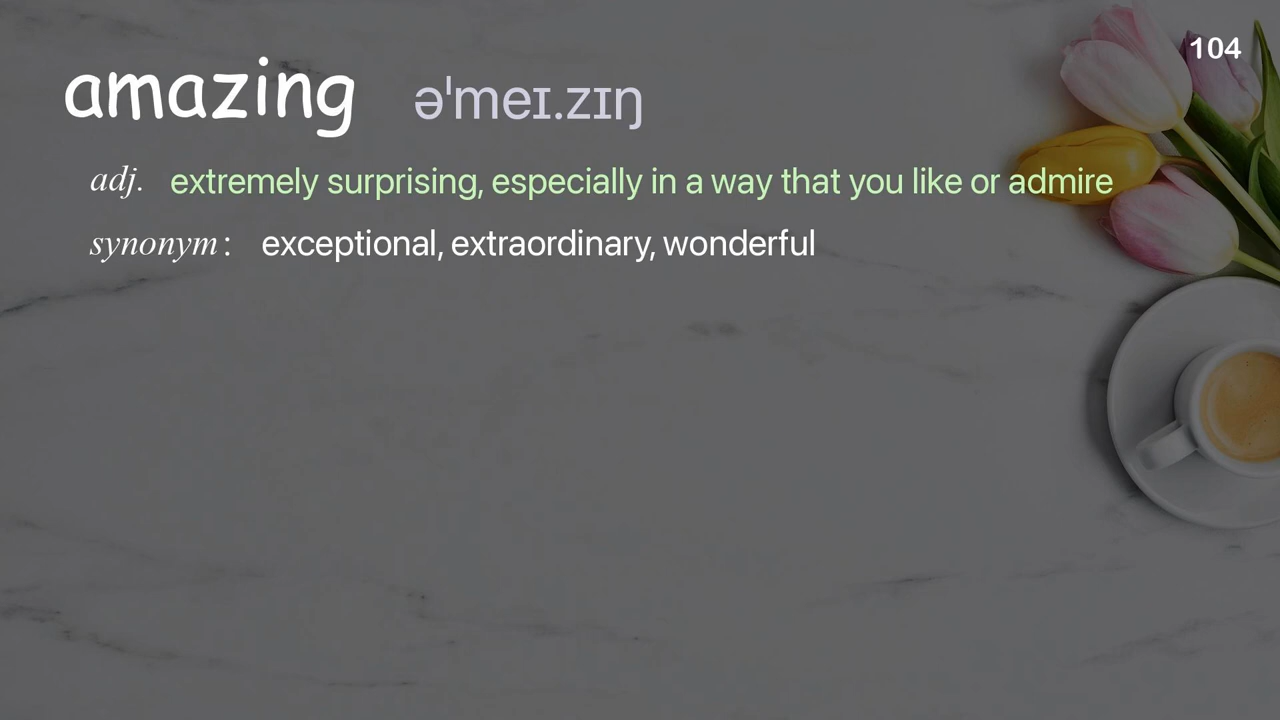 104
amazing əˈmeɪ.zɪŋ
adj. extremely surprising, especially in a way that you like or admire
synonym: exceptional, extraordinary, wonderful